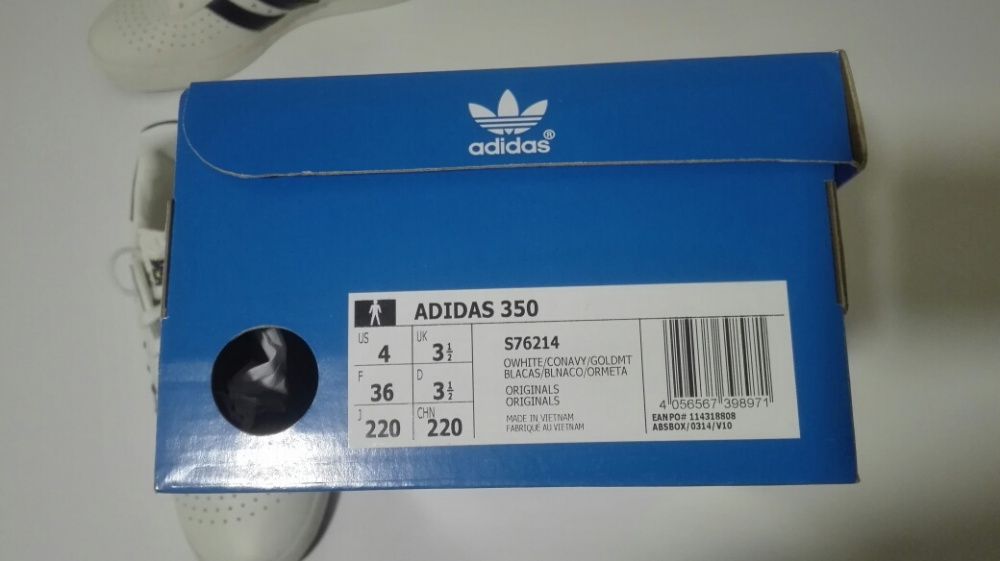 adidas®
ADIDAS 350
US 4
UK 3½
F 36
D 3½
J 220
CHN 220
S76214
OWHITE/CONAVY/GOLDMT
BLACAS/BLNACO/ORMETA
ORIGINALS
ORIGINALS
MADE IN VIETNAM
FABRIQUÉ AU VIETNAM
4 056567 398971
EAN PO# 114318808
ABSBOX/0314/V10